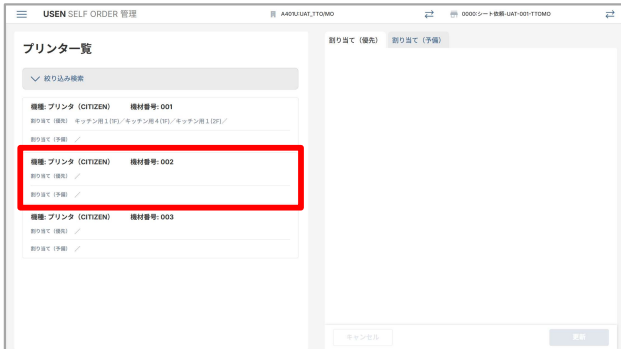 USEN SELF ORDER 管理
A401U:UAT_TTO/MO
0000:シート依頼-UAT-001-TTOMO
プリンタ一覧
絞り込み検索
機種: プリンタ（CITIZEN） 機材番号: 001
割り当て（優先） キッチン用１(1F)／キッチン用４(1F)／キッチン用１(2F)／
割り当て（予備） ／
機種: プリンタ（CITIZEN） 機材番号: 002
割り当て（優先） ／
割り当て（予備） ／
機種: プリンタ（CITIZEN） 機材番号: 003
割り当て（優先） ／
割り当て（予備） ／
割り当て（優先） 割り当て（予備）
キャンセル 更新